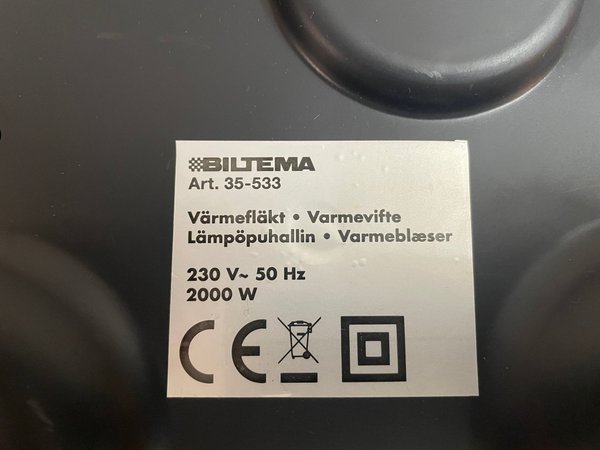 BILTEMA
Art. 35-533
Värmefläkt • Varmevifte
Lämpöpuhallin • Varmeblæser
230 V~ 50 Hz
2000 W
CE